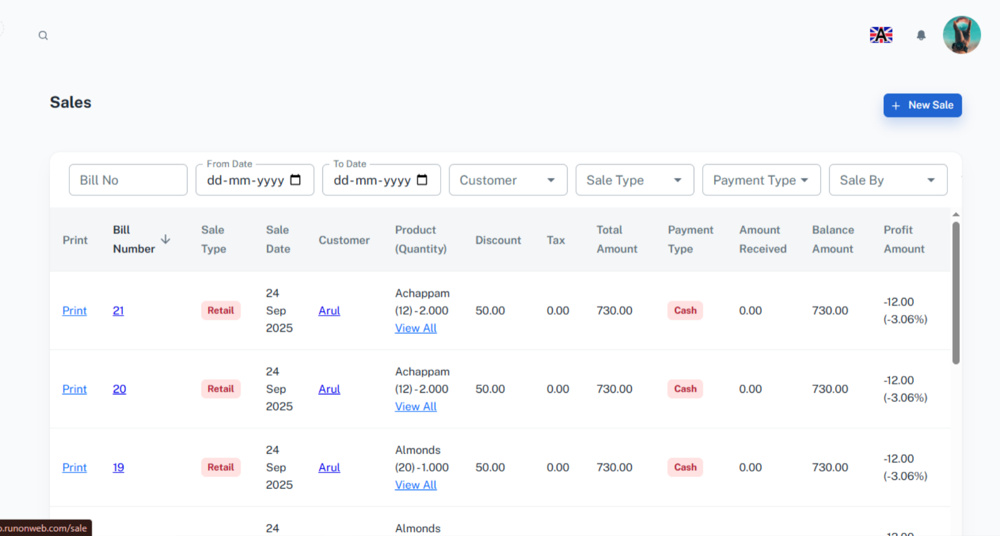 A
Sales
+ New Sale
Bill No
From Date
dd-mm-yyyy
To Date
dd-mm-yyyy
Customer
Sale Type
Payment Type
Sale By
Print
Bill Number
Sale Type
Sale Date
Customer
Product (Quantity)
Discount
Tax
Total Amount
Payment Type
Amount Received
Balance Amount
Profit Amount
Print
21
Retail
24
Sep
2025
Arul
Achappam
(12) - 2.000
View All
50.00
0.00
730.00
Cash
0.00
730.00
-12.00
(-3.06%)
Print
20
Retail
24
Sep
2025
Arul
Achappam
(12) - 2.000
View All
50.00
0.00
730.00
Cash
0.00
730.00
-12.00
(-3.06%)
Print
19
Retail
24
Sep
2025
Arul
Almonds
(20) - 1.000
View All
50.00
0.00
730.00
Cash
0.00
730.00
-12.00
(-3.06%)
24
Almonds
.runonweb.com/sale